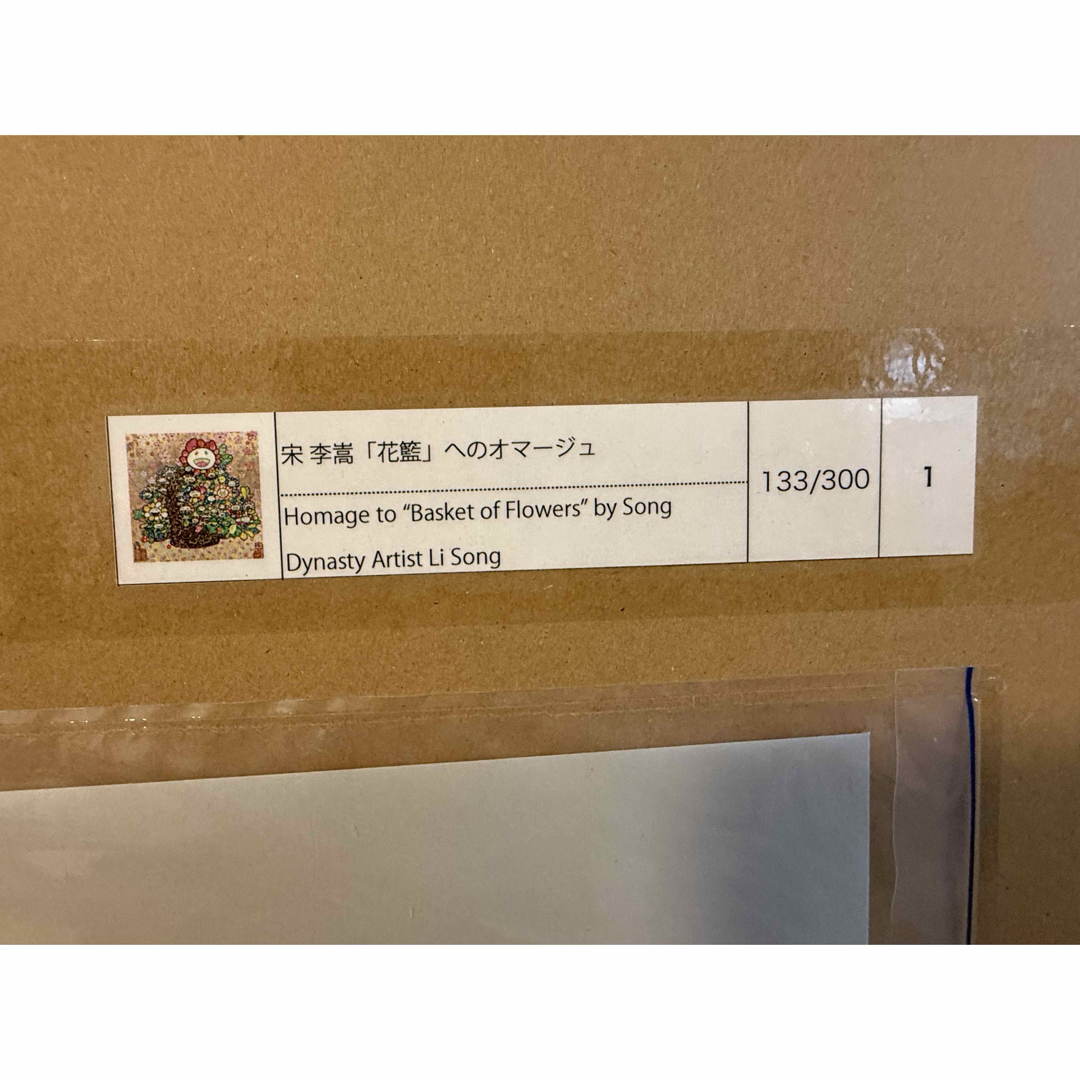 宋 李嵩「花籃」へのオマージュ
Homage to “Basket of Flowers” by Song
Dynasty Artist Li Song
133/300
1